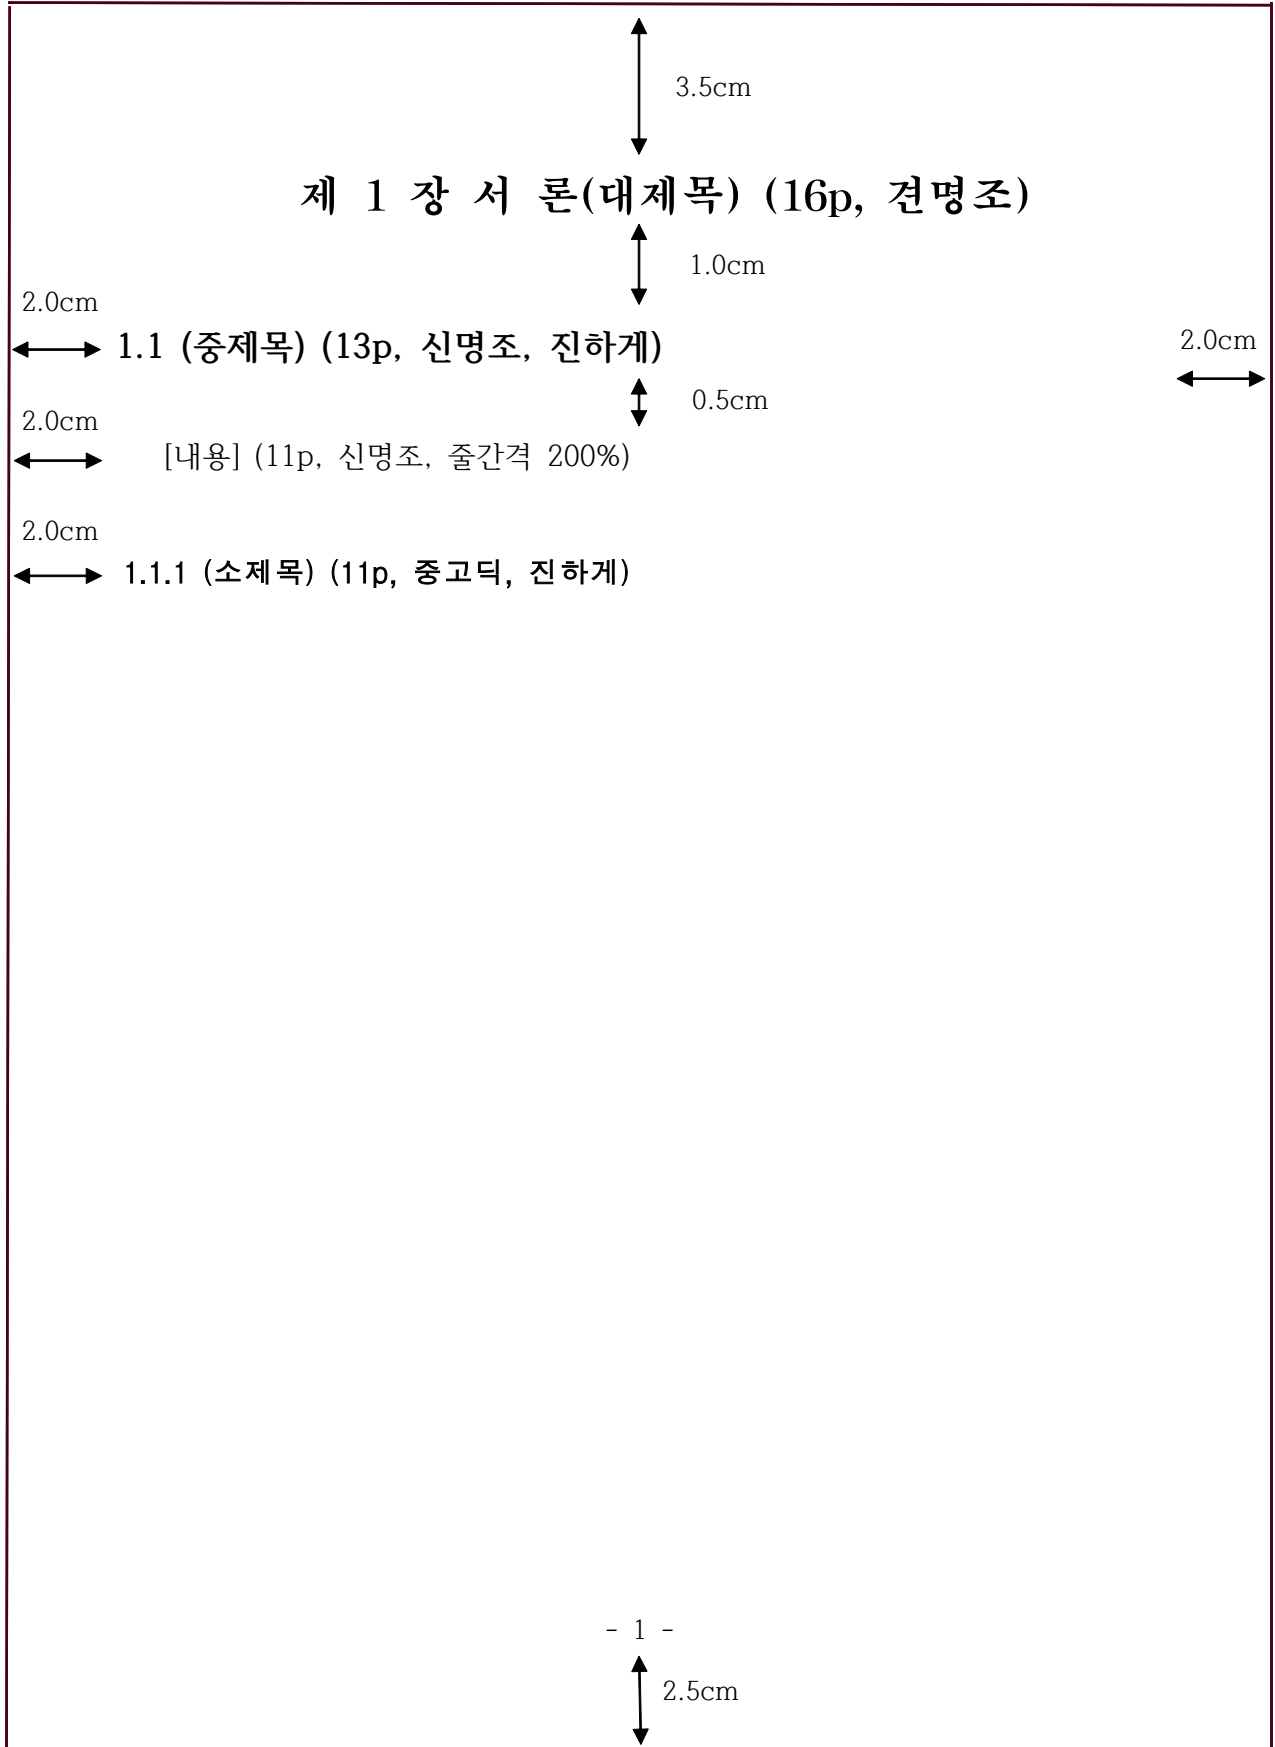 3.5cm
제 1 장 서 론(대제목) (16p, 견명조)
1.0cm
2.0cm
1.1 (중제목) (13p, 신명조, 진하게)
2.0cm
0.5cm
2.0cm
[내용] (11p, 신명조, 줄간격 200%)
2.0cm
1.1.1 (소제목) (11p, 중고딕, 진하게)
- 1 -
2.5cm